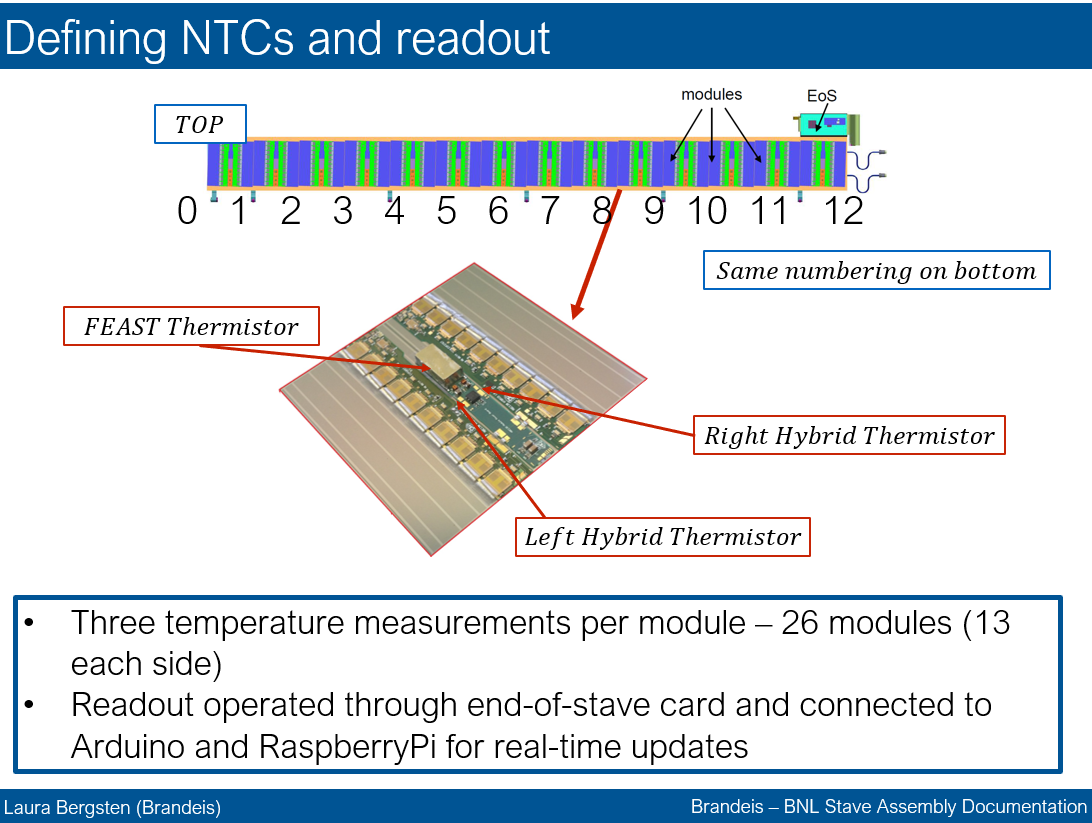 Defining NTCs and readout
modules
EoS
TOP
0 1 2 3 4 5 6 7 8 9 10 11 12
Same numbering on bottom
FEAST Thermistor
Right Hybrid Thermistor
Left Hybrid Thermistor
• Three temperature measurements per module – 26 modules (13
each side)
• Readout operated through end-of-stave card and connected to
Arduino and RaspberryPi for real-time updates
Laura Bergsten (Brandeis)
Brandeis – BNL Stave Assembly Documentation